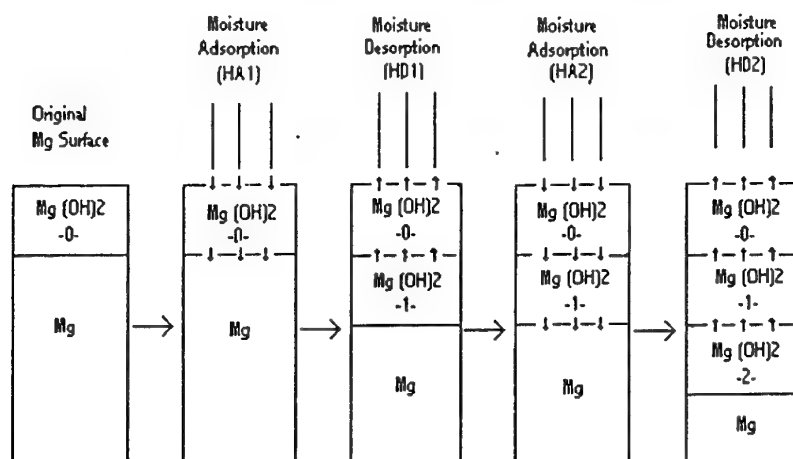 Moisture
Adsorption
(HA1)
Moisture
Desorption
(HD1)
Moisture
Adsorption
(HA2)
Moisture
Desorption
(HD2)
Original
Mg Surface
Mg (OH)2
-0-
Mg
Mg (OH)2
-0-
Mg
Mg (OH)2
-0-
Mg (OH)2
-1-
Mg
Mg (OH)2
-0-
Mg (OH)2
-1-
Mg
Mg (OH)2
-0-
Mg (OH)2
-1-
Mg (OH)2
-2-
Mg